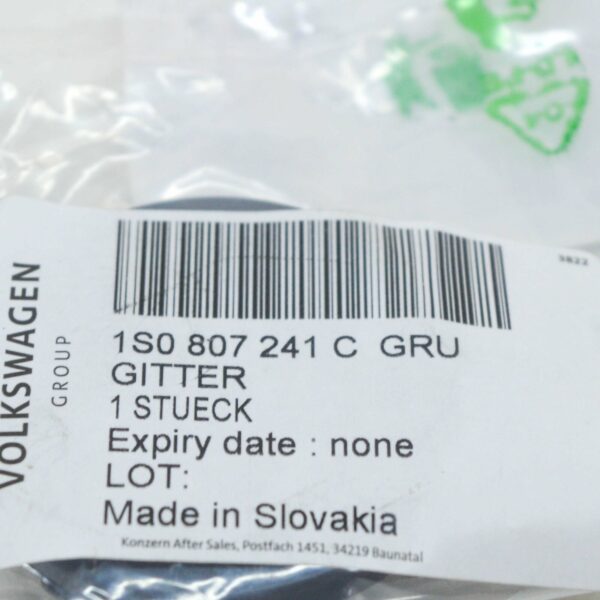 3822
VOLKSWAGEN
GROUP
1S0 807 241 C GRU
GITTER
1 STUECK
Expiry date : none
LOT:
Made in Slovakia
Konzern After Sales, Postfach 1451, 34219 Baunatal